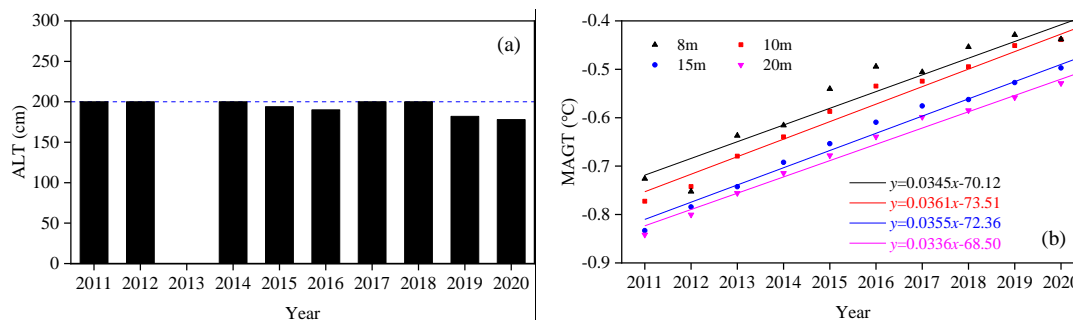 300
250
200
150
100
50
0
ALT (cm)
(a)
2011 2012 2013 2014 2015 2016 2017 2018 2019 2020
Year
-0.4
-0.5
-0.6
-0.7
-0.8
-0.9
MAGT (℃)
8m 10m
15m 20m
y=0.0345x-70.12
y=0.0361x-73.51
y=0.0355x-72.36
y=0.0336x-68.50
(b)
2011 2012 2013 2014 2015 2016 2017 2018 2019 2020
Year